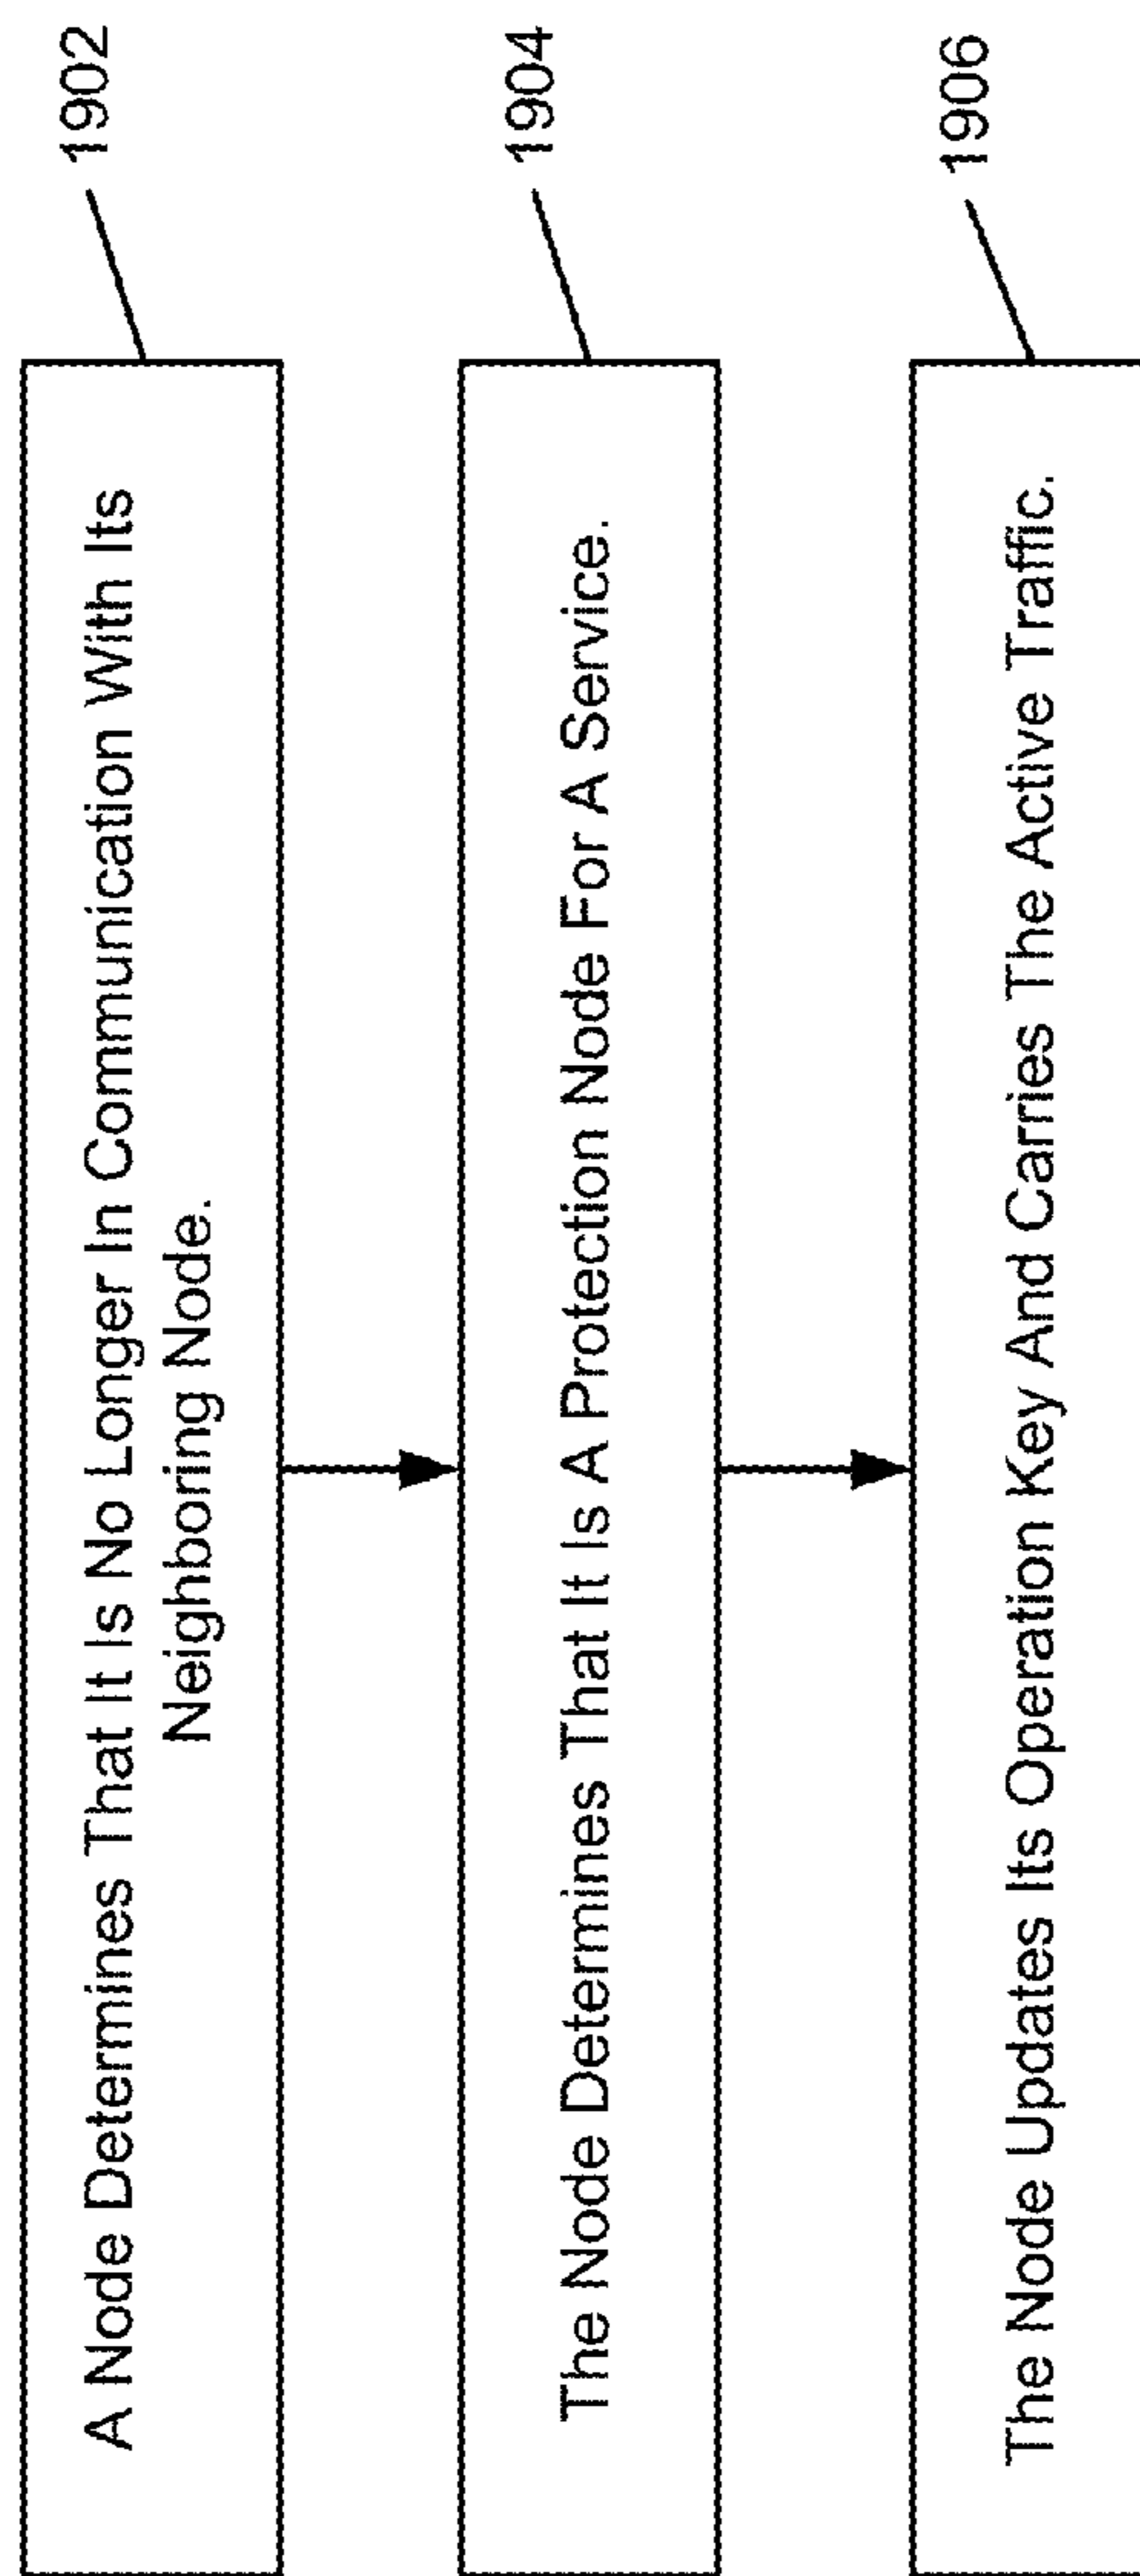 A Node Determines That It Is No Longer In Communication With Its
Neighboring Node.
1902
The Node Determines That It Is A Protection Node For A Service.
1904
The Node Updates Its Operation Key And Carries The Active Traffic.
1906